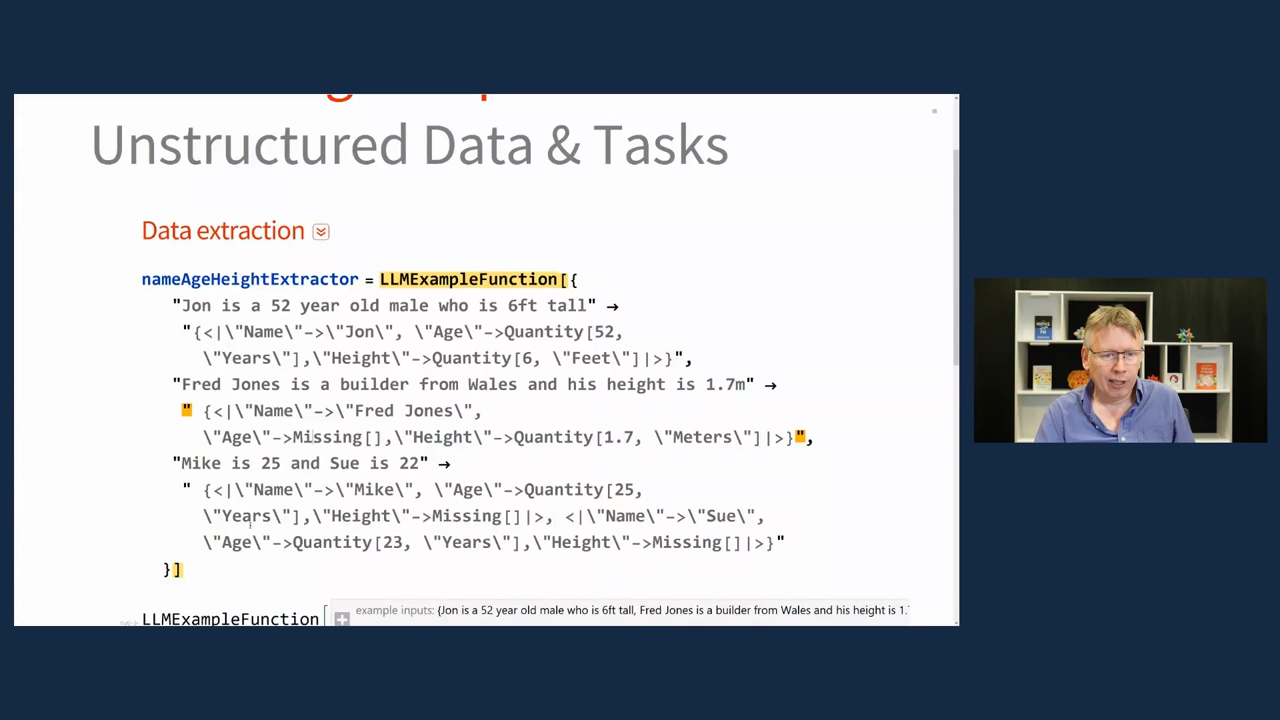 Unstructured Data & Tasks
Data extraction
nameAgeHeightExtractor = LLMExampleFunction[{
"Jon is a 52 year old male who is 6ft tall" →
"{<|\"Name\"->\"Jon\", \"Age\"->Quantity[52,
\"Years\"],\"Height\"->Quantity[6, \"Feet\"]|>}",
"Fred Jones is a builder from Wales and his height is 1.7m" →
" {<|\"Name\"->\"Fred Jones\",
\"Age\"->Missing[],\"Height\"->Quantity[1.7, \"Meters\"]|>}",
"Mike is 25 and Sue is 22" →
" {<|\"Name\"->\"Mike\", \"Age\"->Quantity[25,
\"Years\"],\"Height\"->Missing[]|>, <|\"Name\"->\"Sue\",
\"Age\"->Quantity[23, \"Years\"],\"Height\"->Missing[]|>}"
}]
LLMExampleFunction[
example inputs: {Jon is a 52 year old male who is 6ft tall, Fred Jones is a builder from Wales and his height is 1.